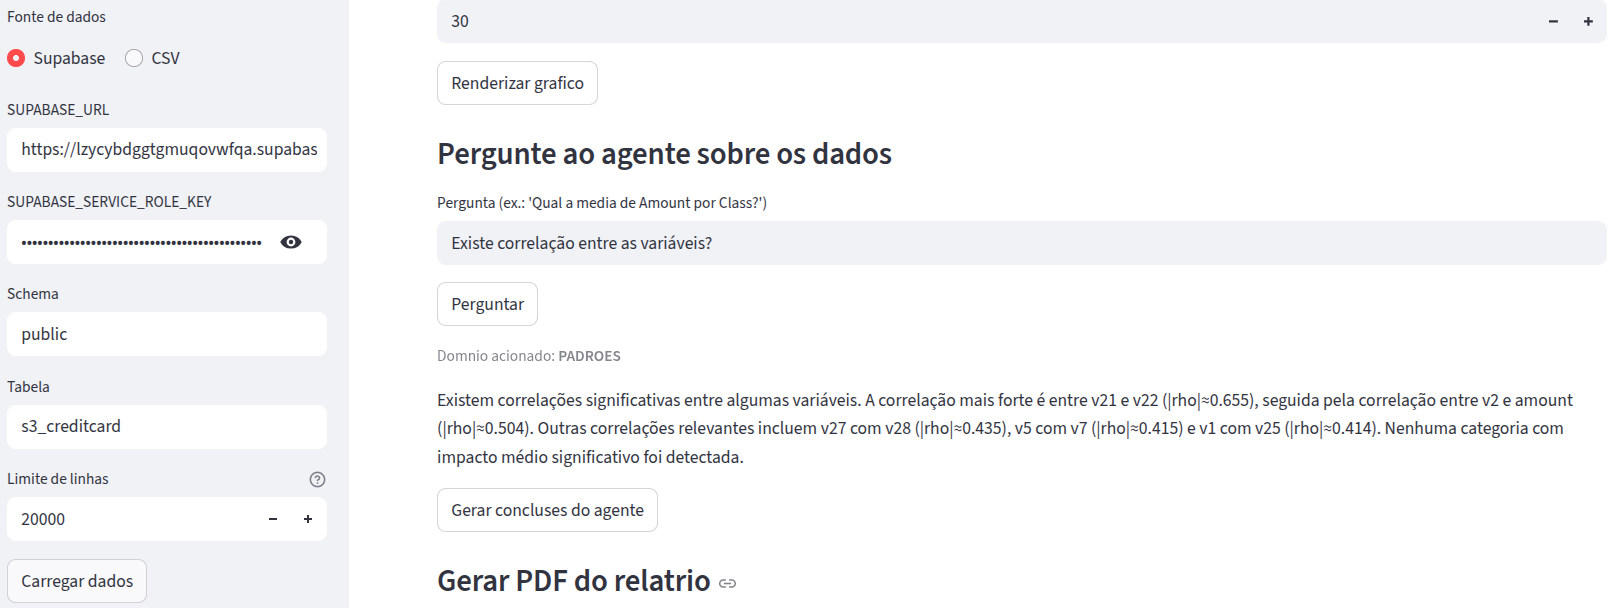 Fonte de dados
Supabase
CSV
SUPABASE_URL
https://lzycybdggtgmuqovwfqa.supabas
SUPABASE_SERVICE_ROLE_KEY
••••••••••••••••••••••••••••••••••••••••••••
Schema
public
Tabela
s3_creditcard
Limite de linhas
20000
Carregar dados
30
Renderizar grafico
Pergunte ao agente sobre os dados
Pergunta (ex.: 'Qual a media de Amount por Class?')
Existe correlação entre as variáveis?
Perguntar
Domnio acionado: PADROES
Existem correlações significativas entre algumas variáveis. A correlação mais forte é entre v21 e v22 (|rho|≈0.655), seguida pela correlação entre v2 e amount
(|rho|≈0.504). Outras correlações relevantes incluem v27 com v28 (|rho|≈0.435), v5 com v7 (|rho|≈0.415) e v1 com v25 (|rho|≈0.414). Nenhuma categoria com
impacto médio significativo foi detectada.
Gerar concluses do agente
Gerar PDF do relatrio